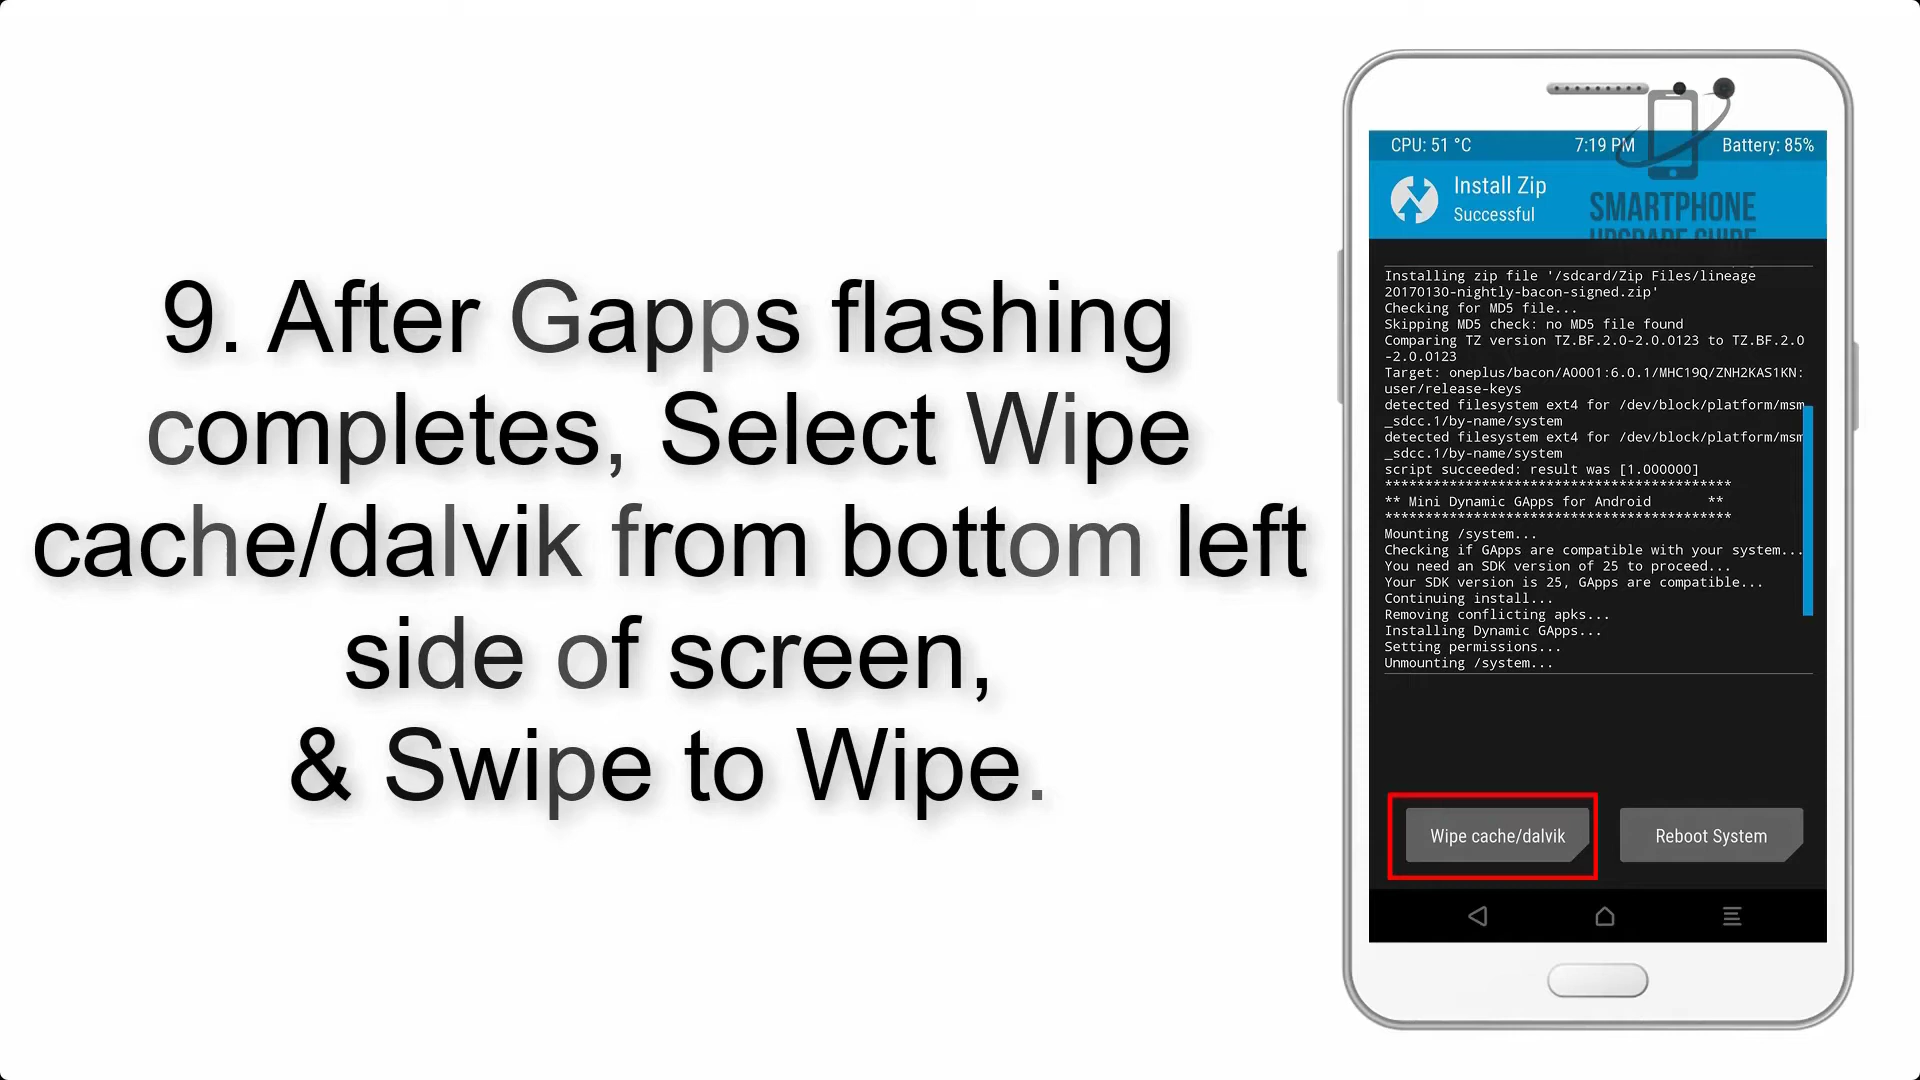 9. After Gapps flashing
completes, Select Wipe
cache/dalvik from bottom left
side of screen,
& Swipe to Wipe.
CPU: 51 °C 7:19 PM Battery: 85%
Install Zip
Successful
SMARTPHONE
UPGRADE GUIDE
Installing zip file '/sdcard/Zip Files/lineage
20170130-nightly-bacon-signed.zip'
Checking for MD5 file...
Skipping MD5 check: no MD5 file found
Comparing TZ version TZ.BF.2.0-2.0.0123 to TZ.BF.2.0
-2.0.0123
Target: oneplus/bacon/A0001:6.0.1/MHC19Q/ZNH2KAS1KN:
user/release-keys
detected filesystem ext4 for /dev/block/platform/msm
_sdcc.1/by-name/system
detected filesystem ext4 for /dev/block/platform/msm
_sdcc.1/by-name/system
script succeeded: result was [1.000000]
******************************************
** Mini Dynamic GApps for Android **
******************************************
Mounting /system...
Checking if GApps are compatible with your system...
You need an SDK version of 25 to proceed...
Your SDK version is 25, GApps are compatible...
Continuing install...
Removing conflicting apks...
Installing Dynamic GApps...
Setting permissions...
Unmounting /system...
Wipe cache/dalvik Reboot System